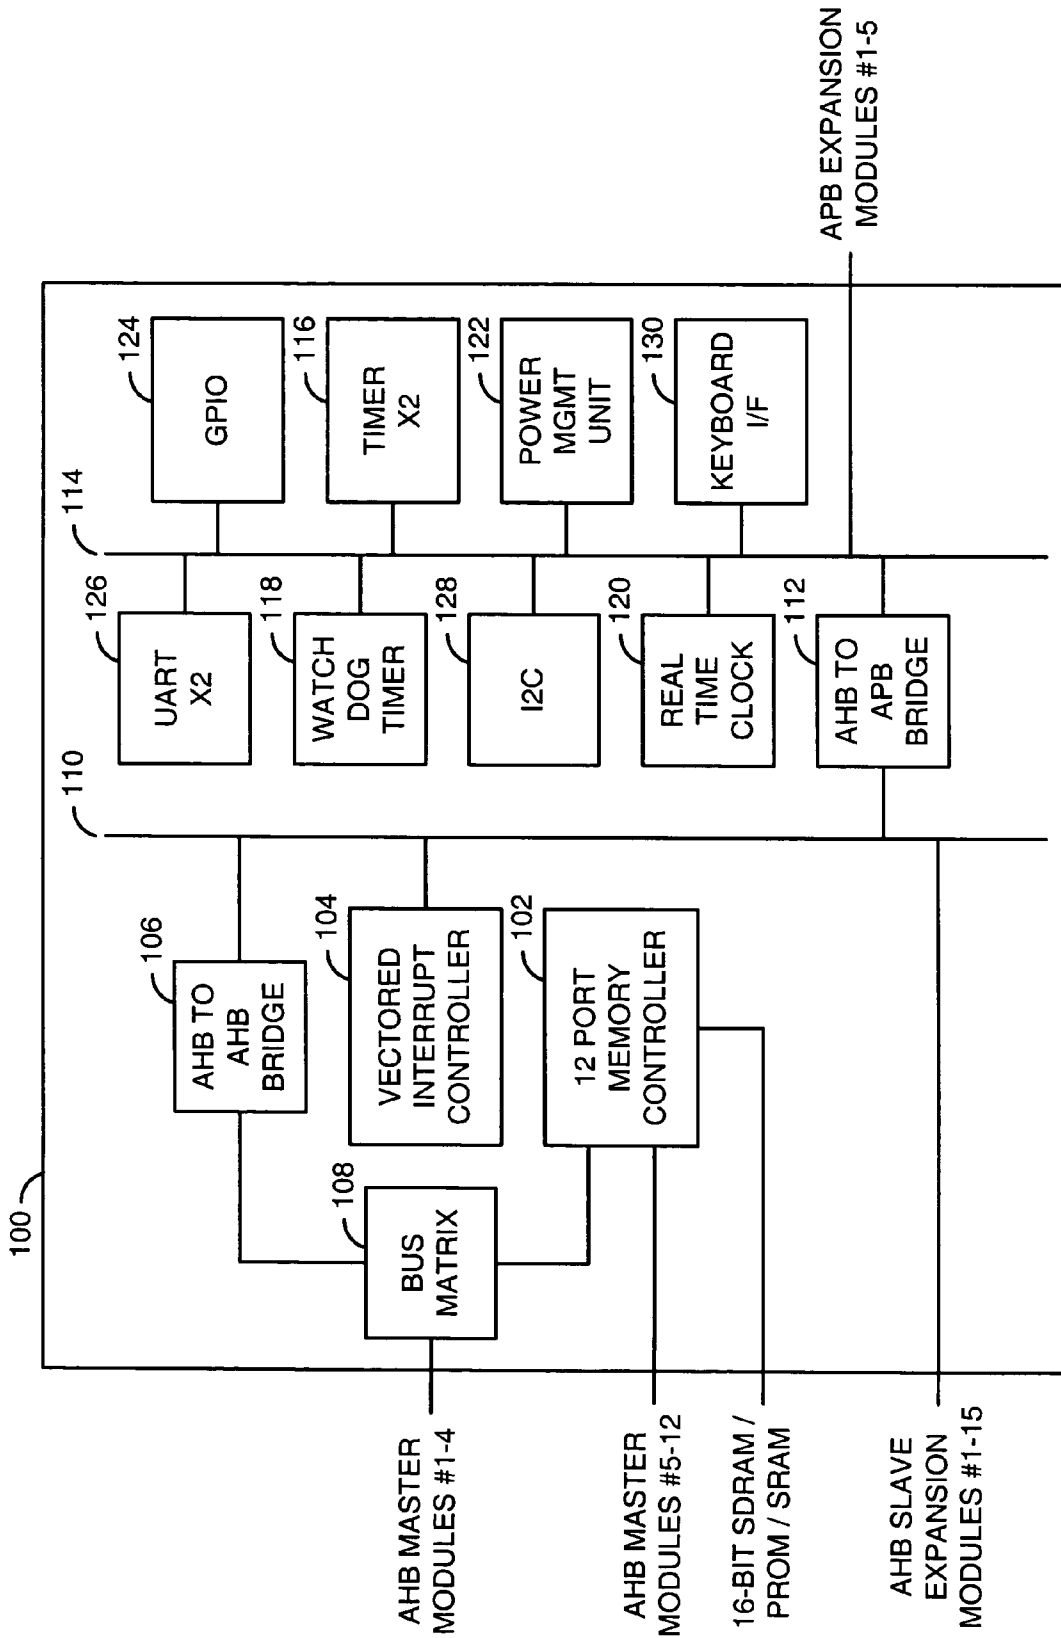 100
106
AHB TO
AHB
BRIDGE
110
126
UART
X2
114
124
GPIO
108
BUS
MATRIX
104
VECTORED
INTERRUPT
CONTROLLER
118
WATCH
DOG
TIMER
116
TIMER
X2
102
12 PORT
MEMORY
CONTROLLER
128
I2C
122
POWER
MGMT
UNIT
120
REAL
TIME
CLOCK
130
KEYBOARD
I/F
112
AHB TO
APB
BRIDGE
AHB MASTER
MODULES #1-4
AHB MASTER
MODULES #5-12
16-BIT SDRAM /
PROM / SRAM
AHB SLAVE
EXPANSION
MODULES #1-15
APB EXPANSION
MODULES #1-5